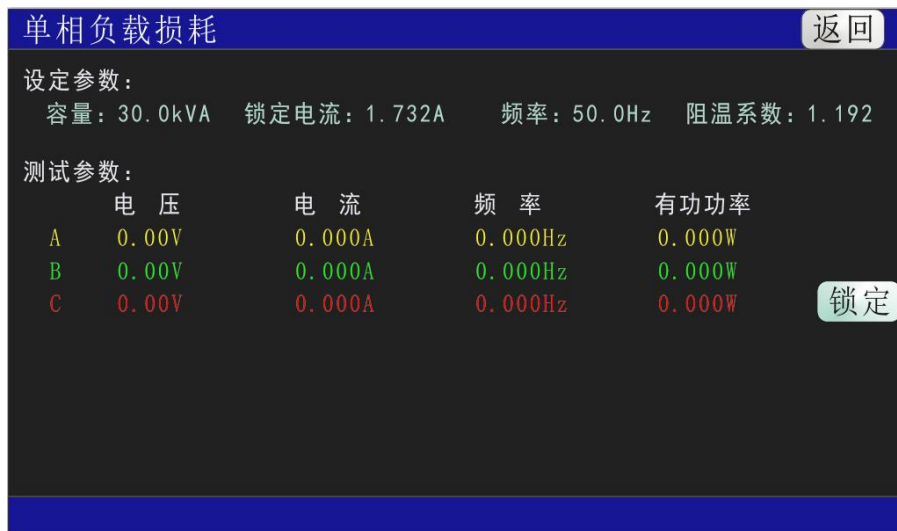 单相负载损耗 返回
设定参数：
容量：30.0kVA 锁定电流：1.732A 频率：50.0Hz 阻温系数：1.192
测试参数：
电 压 电 流 频 率 有功功率
A 0.00V 0.000A 0.000Hz 0.000W
B 0.00V 0.000A 0.000Hz 0.000W
C 0.00V 0.000A 0.000Hz 0.000W
锁定